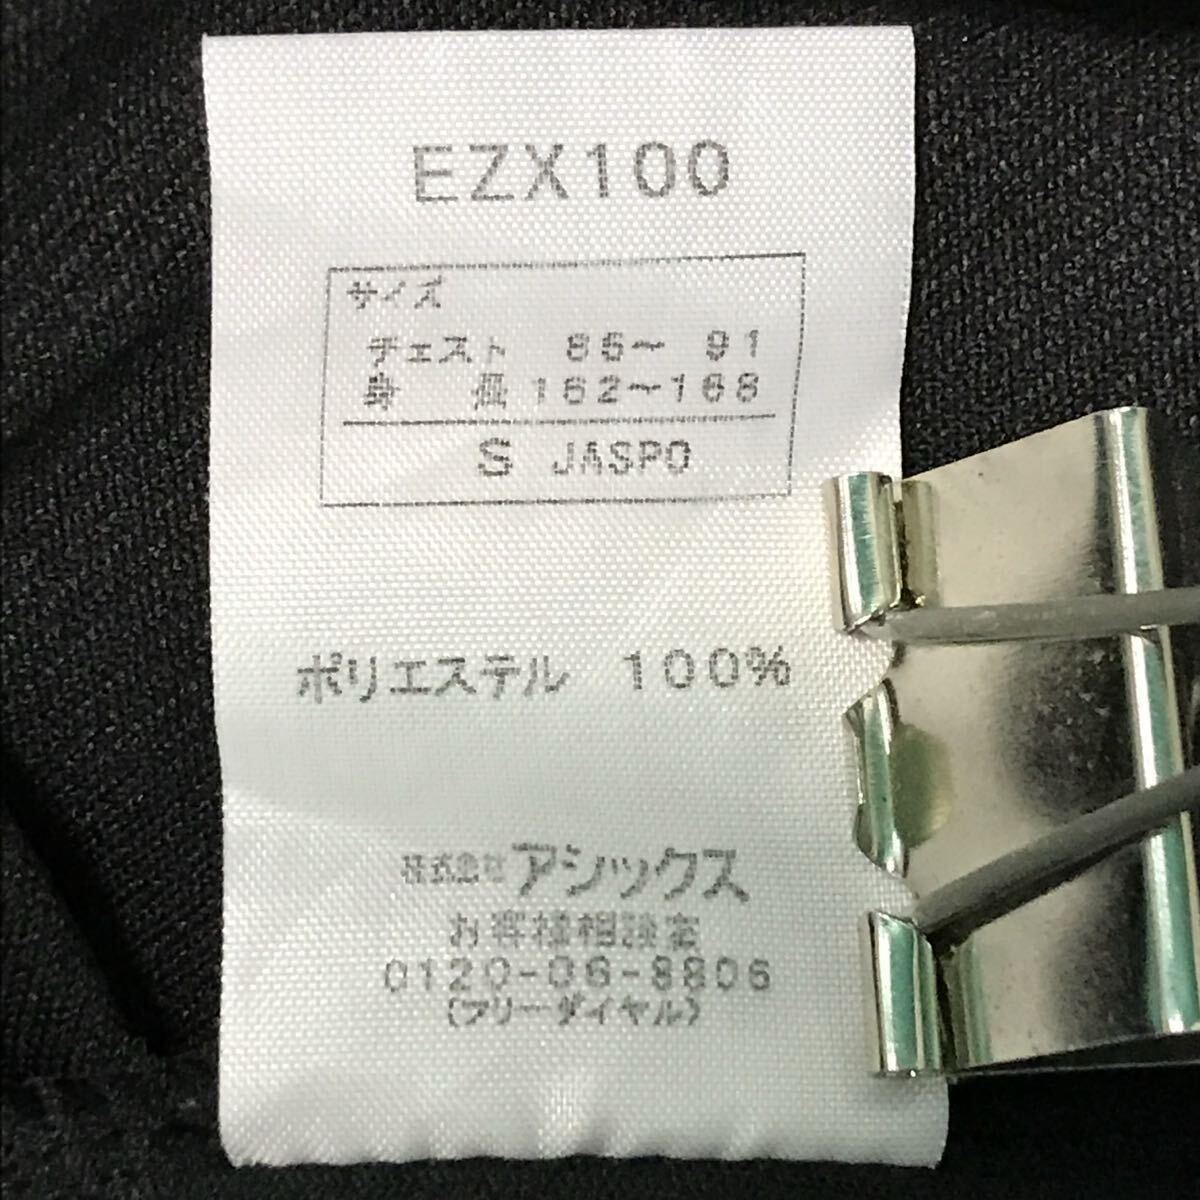 EZX100
サイズ
チェスト 85～ 91
身 長 162～168
S JASPO
ポリエステル 100%
株式会社アシックス
お客様相談室
0120-06-8806
(フリーダイヤル)